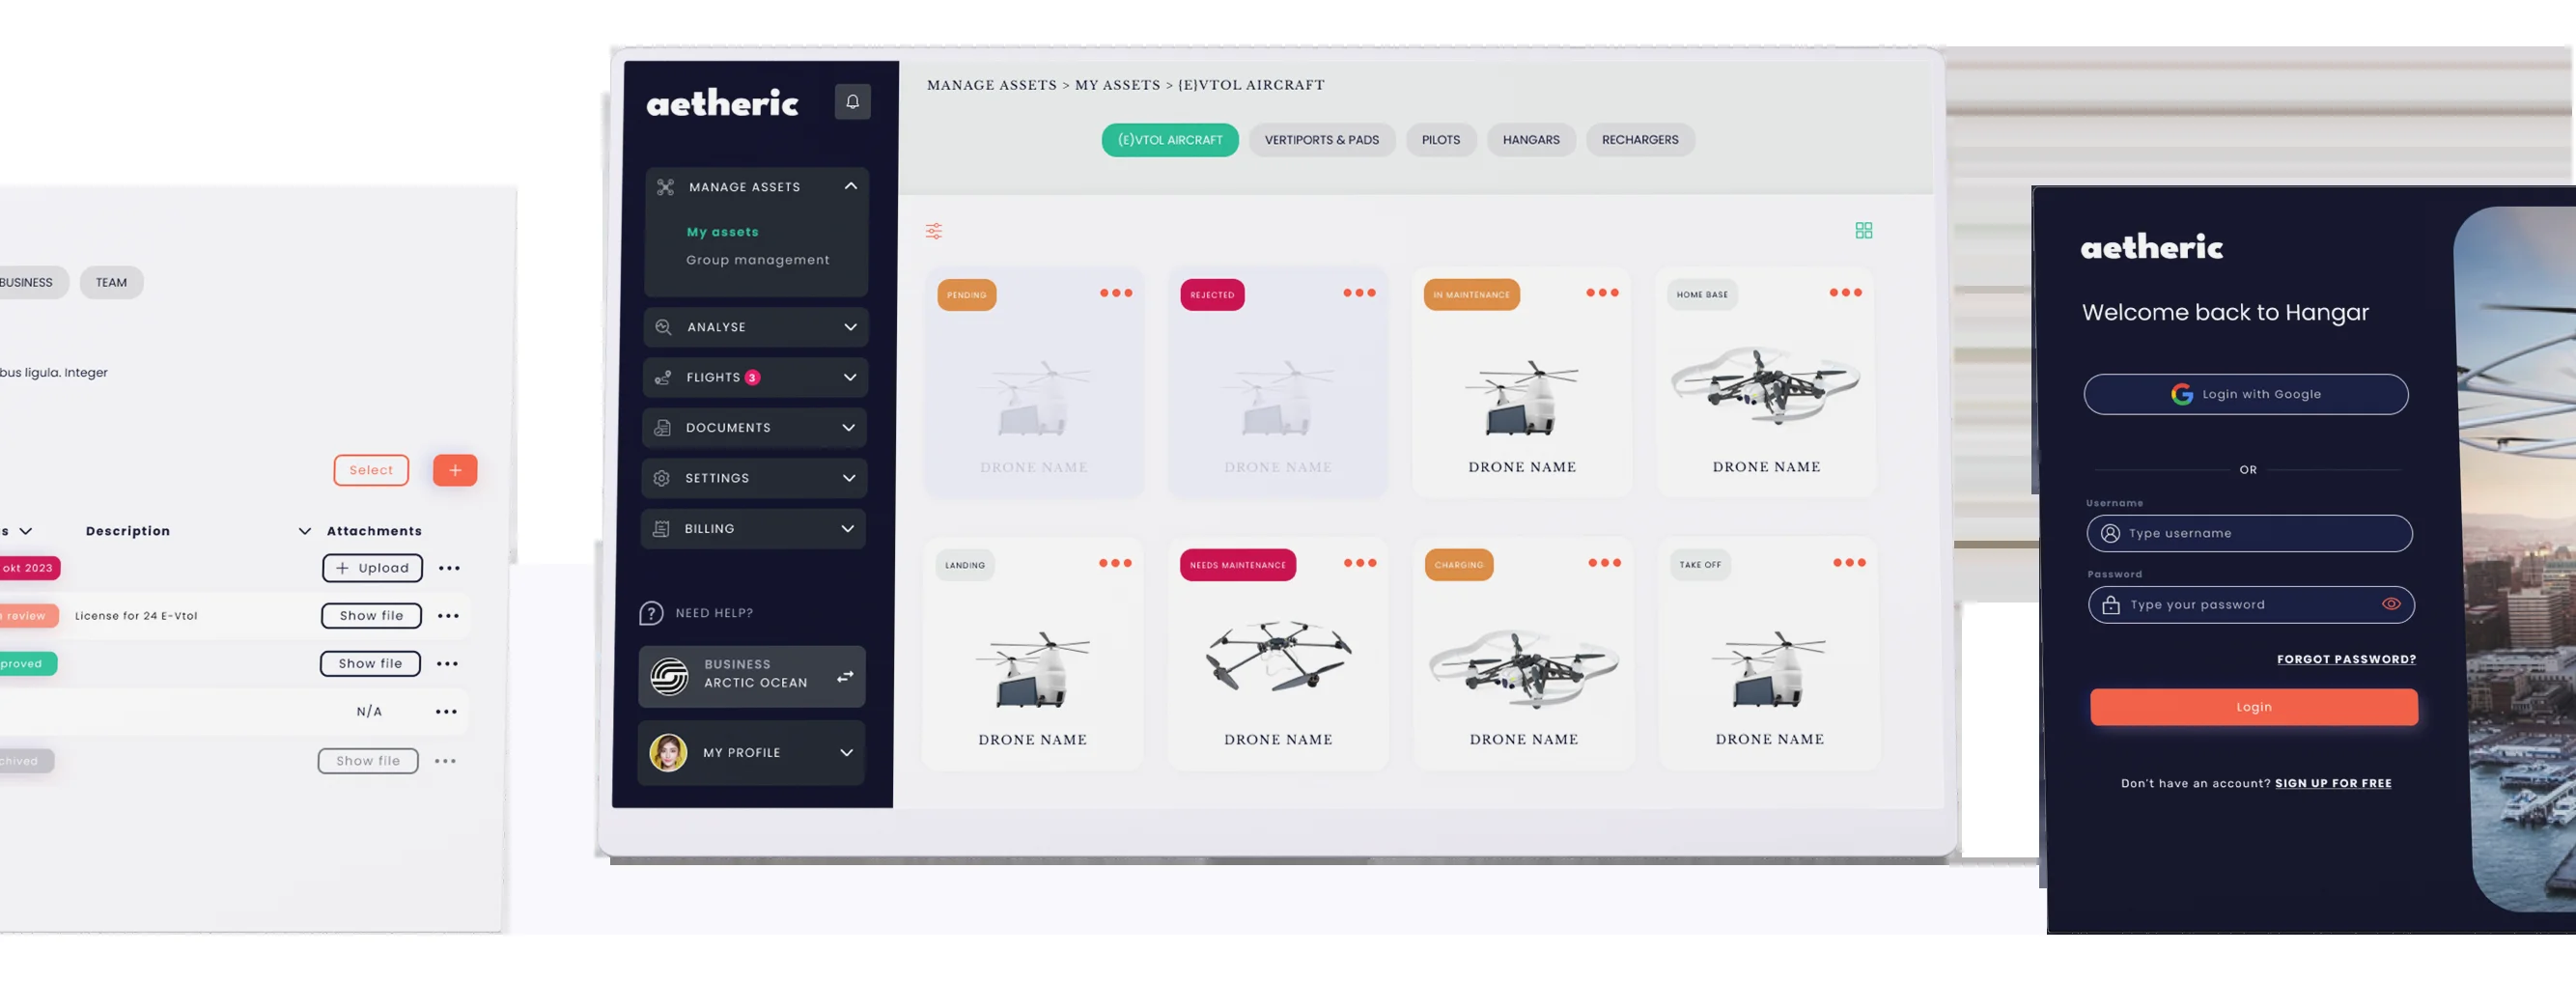 BUSINESS
TEAM
bus ligula. Integer
Select
+
Description
Attachments
okt 2023
+ Upload
review
License for 24 E-Vtol
Show file
proved
Show file
N/A
chived
Show file
aetheric
MANAGE ASSETS
My assets
Group management
ANALYSE
FLIGHTS 3
DOCUMENTS
SETTINGS
BILLING
? NEED HELP?
BUSINESS
ARCTIC OCEAN
MY PROFILE
MANAGE ASSETS > MY ASSETS > {E}VTOL AIRCRAFT
(E)VTOL AIRCRAFT
VERTIPORTS & PADS
PILOTS
HANGARS
RECHARGERS
PENDING
REJECTED
IN MAINTENANCE
HOME BASE
DRONE NAME
DRONE NAME
DRONE NAME
DRONE NAME
LANDING
NEEDS MAINTENANCE
CHARGING
TAKE OFF
DRONE NAME
DRONE NAME
DRONE NAME
DRONE NAME
aetheric
Welcome back to Hangar
G Login with Google
OR
Username
Type username
Password
Type your password
FORGOT PASSWORD?
Login
Don't have an account? SIGN UP FOR FREE